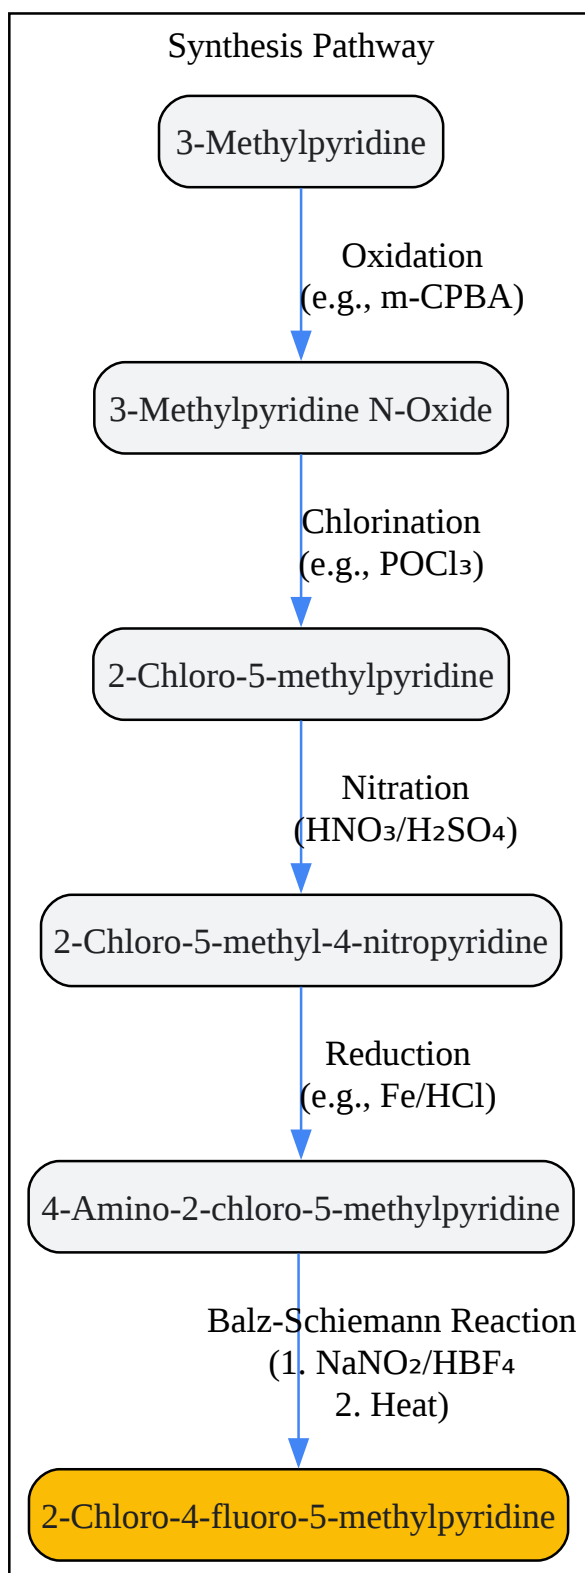 Synthesis Pathway
3-Methylpyridine
Oxidation
(e.g., m-CPBA)
3-Methylpyridine N-Oxide
Chlorination
(e.g., POCl₃)
2-Chloro-5-methylpyridine
Nitration
(HNO₃/H₂SO₄)
2-Chloro-5-methyl-4-nitropyridine
Reduction
(e.g., Fe/HCl)
4-Amino-2-chloro-5-methylpyridine
Balz-Schiemann Reaction
(1. NaNO₂/HBF₄
2. Heat)
2-Chloro-4-fluoro-5-methylpyridine